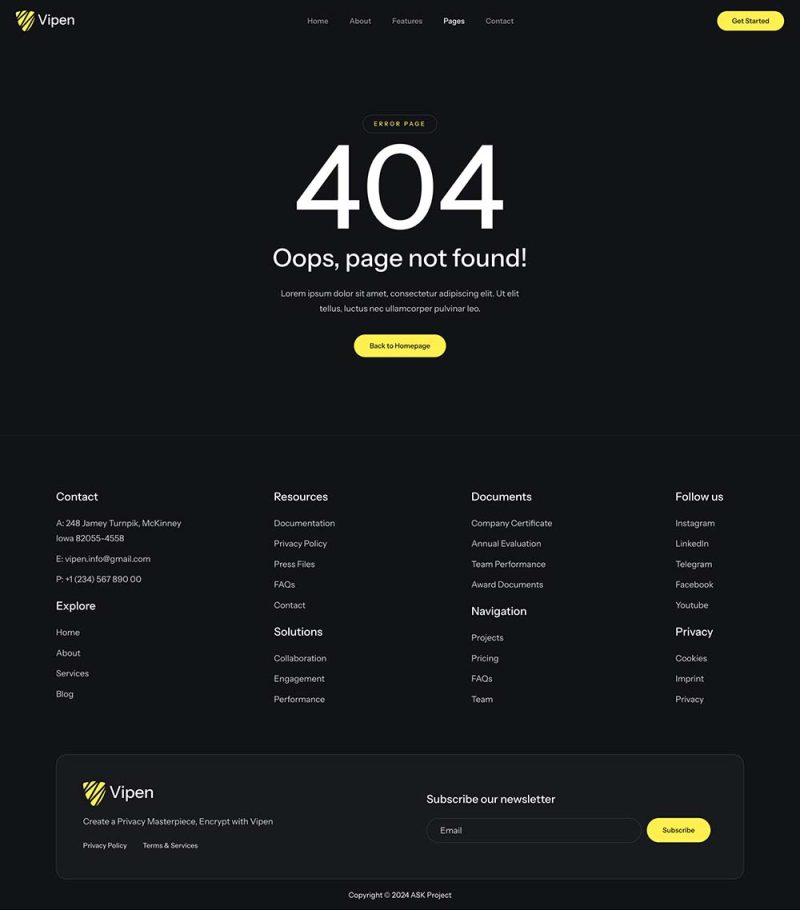 Vipen
Home
About
Features
Pages
Contact
Get Started
ERROR PAGE
404
Oops, page not found!
Lorem ipsum dolor sit amet, consectetur adipiscing elit. Ut elit
tellus, luctus nec ullamcorper pulvinar leo.
Back to Homepage
Contact
A: 248 Jamey Turnpik, McKinney
Iowa 82055-4558
E: vipen.info@gmail.com
P: +1 (234) 567 890 00
Explore
Home
About
Services
Blog
Resources
Documentation
Privacy Policy
Press Files
FAQs
Contact
Solutions
Collaboration
Engagement
Performance
Documents
Company Certificate
Annual Evaluation
Team Performance
Award Documents
Navigation
Projects
Pricing
FAQs
Team
Follow us
Instagram
LinkedIn
Telegram
Facebook
Youtube
Privacy
Cookies
Imprint
Privacy
Vipen
Create a Privacy Masterpiece, Encrypt with Vipen
Privacy Policy
Terms & Services
Subscribe our newsletter
Email
Subscribe
Copyright © 2024 ASK Project